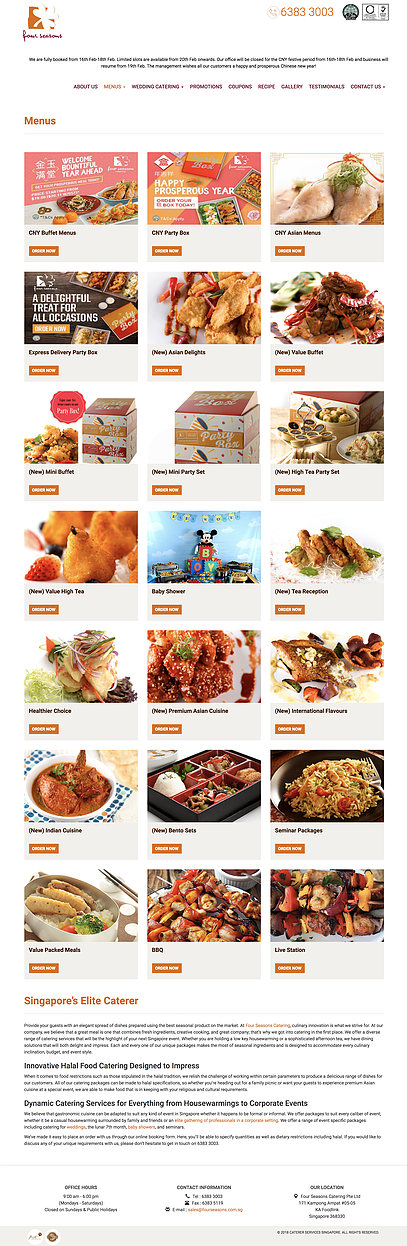 four seasons
6383 3003
We are fully booked from 16th Feb-18th Feb. Limited slots are available from 20th Feb onwards. Our office will be closed for the CNY festive period from 16th-18th Feb and business will
resume from 19th Feb. The management wishes all our customers a happy and prosperous Chinese new year!
ABOUT US MENUS WEDDING CATERING PROMOTIONS COUPONS RECIPE GALLERY TESTIMONIALS CONTACT US
Menus
金玉
滿堂
WELCOME
BOUNTIFUL
YEAR AHEAD
HAPPY
PROSPEROUS YEAR
ORDER YOUR
BOX TODAY!
CNY Buffet Menus
CNY Party Box
CNY Asian Menus
ORDER NOW
ORDER NOW
ORDER NOW
A DELIGHTFUL
TREAT FOR
ALL OCCASIONS
ORDER NOW
Express Delivery Party Box
(New) Asian Delights
(New) Value Buffet
ORDER NOW
ORDER NOW
ORDER NOW
Party Box!
Party Box
Party Box
(New) Mini Buffet
(New) Mini Party Set
(New) High Tea Party Set
ORDER NOW
ORDER NOW
ORDER NOW
(New) Value High Tea
Baby Shower
(New) Tea Reception
ORDER NOW
ORDER NOW
ORDER NOW
Healthier Choice
(New) Premium Asian Cuisine
(New) International Flavours
ORDER NOW
ORDER NOW
ORDER NOW
(New) Indian Cuisine
(New) Bento Sets
Seminar Packages
ORDER NOW
ORDER NOW
ORDER NOW
Value Packed Meals
BBQ
Live Station
ORDER NOW
ORDER NOW
ORDER NOW
Singapore's Elite Caterer
Provide your guests with an elegant spread of dishes prepared using the best seasonal product on the market. At Four Seasons Catering, culinary innovation is what we strive for. At our
company, we believe that a great meal is one that combines fresh ingredients, creative cooking, and great company; that's why we got into catering in the first place. We offer a diverse
range of catering services that will be the highlight of your next Singapore event. Whether you are holding a low key housewarming or a sophisticated afternoon tea, we have dining
solutions that will both delight and impress. Each and every one of our unique packages makes the most of seasonal ingredients and is designed to accommodate every culinary
inclination, budget, and event style.
Innovative Halal Food Catering Designed to Impress
When it comes to food restrictions such as those stipulated in the halal tradition, we relish the challenge of working within certain parameters to produce a delicious range of dishes for
our customers. All of our catering packages can be made to halal specifications, so whether you're heading out for a family picnic or want your guests to experience premium Asian
cuisine at a special event, we are able to make food that is in keeping with your religious and cultural requirements.
Dynamic Catering Services for Everything from Housewarmings to Corporate Events
We believe that gastronomic cuisine can be adapted to suit any kind of event in Singapore whether it happens to be formal or informal. We offer packages to suit every caliber of event,
whether it be a casual housewarming surrounded by family and friends or an elite gathering of professionals in a corporate setting. We offer a range of event specific packages
including catering for weddings, the lunar 7th month, baby showers, and seminars.
We've made it easy to place an order with us through our online booking form. Here, you'll be able to specify quantities as well as dietary restrictions including halal. If you would like to
discuss any of your unique requirements with us, please don't hesitate to get in touch on 6383 3003.
OFFICE HOURS
9:00 am - 6:00 pm
(Mondays - Saturdays)
Closed on Sundays & Public Holidays
CONTACT INFORMATION
Tel : 6383 3003
Fax : 6383 5119
E-mail : sales@fourseasons.com.sg
OUR LOCATION
Four Seasons Catering Pte Ltd
171 Kampong Ampat #05-05
KA Foodlink
Singapore 368330
© 2018 CATERER SERVICES SINGAPORE. ALL RIGHTS RESERVED.